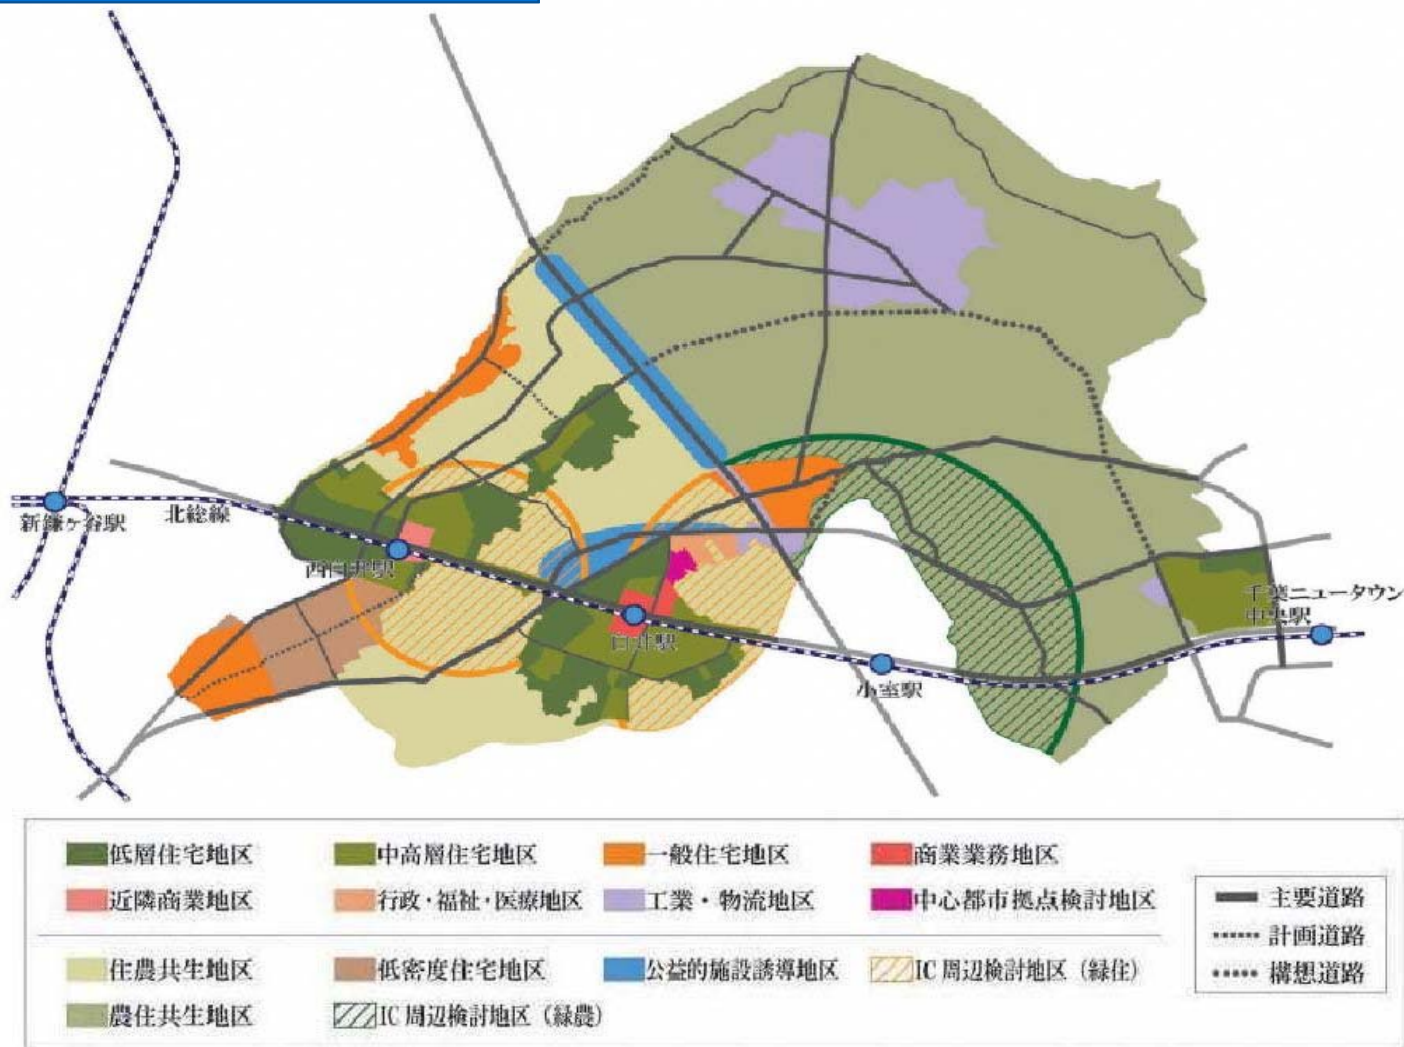 新鎌ヶ谷駅
北総線
西白井駅
白井駅
小室駅
千葉ニュータウン
中央駅
低層住宅地区
中高層住宅地区
一般住宅地区
商業業務地区
近隣商業地区
行政・福祉・医療地区
工業・物流地区
中心都市拠点検討地区
住農共生地区
低密度住宅地区
公益的施設誘導地区
IC周辺検討地区（緑住）
農住共生地区
IC周辺検討地区（緑農）
主要道路
計画道路
構想道路